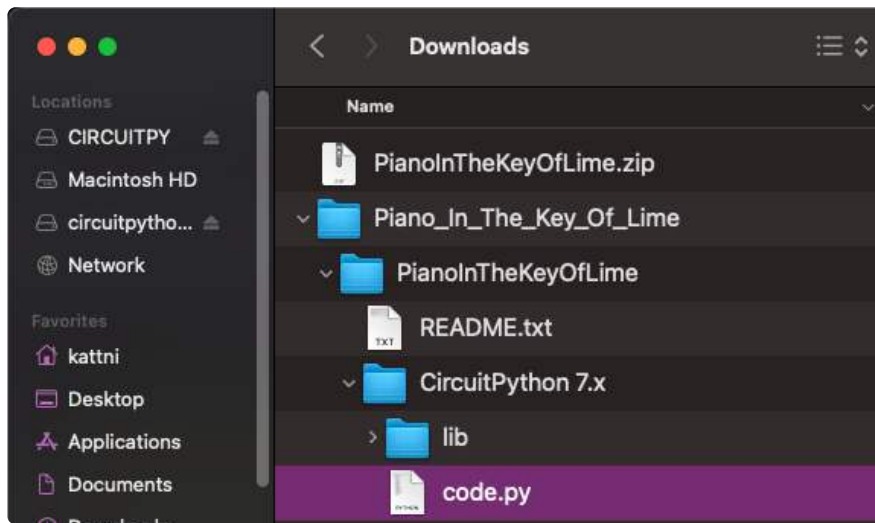 Downloads
Locations
CIRCUITPY
Macintosh HD
circuitpytho...
Network
Favorites
kattni
Desktop
Applications
Documents
Name
PianoInTheKeyOfLime.zip
Piano_In_The_Key_Of_Lime
PianoInTheKeyOfLime
TXT
README.txt
CircuitPython 7.x
lib
PYTHON
code.py